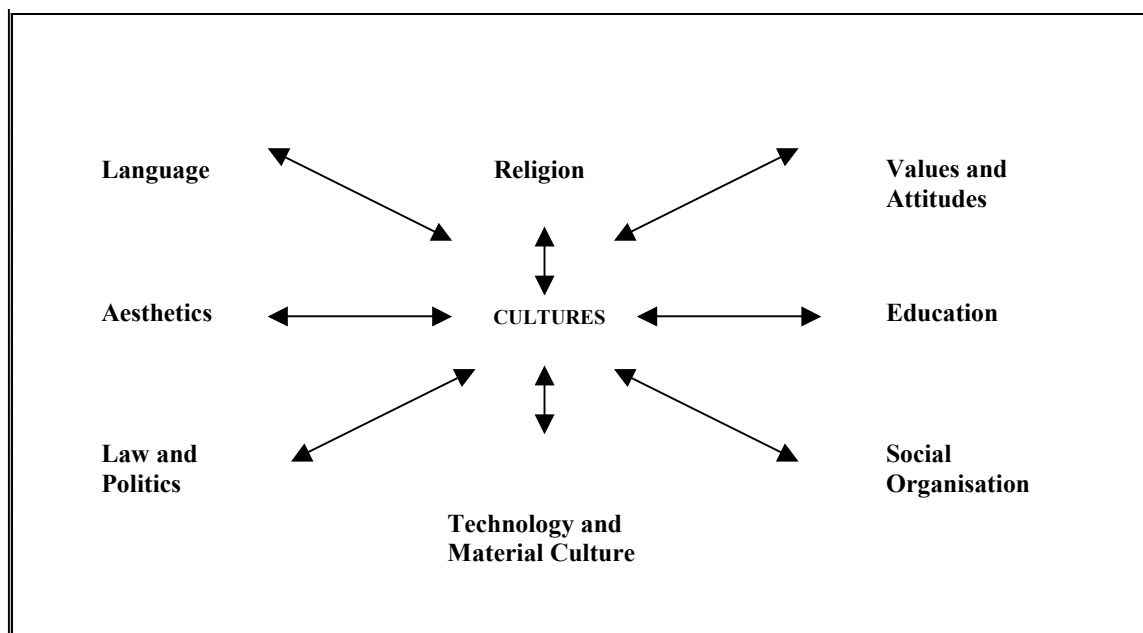 Language
Religion
Values and
Attitudes
Aesthetics
CULTURES
Education
Law and
Politics
Social
Organisation
Technology and
Material Culture